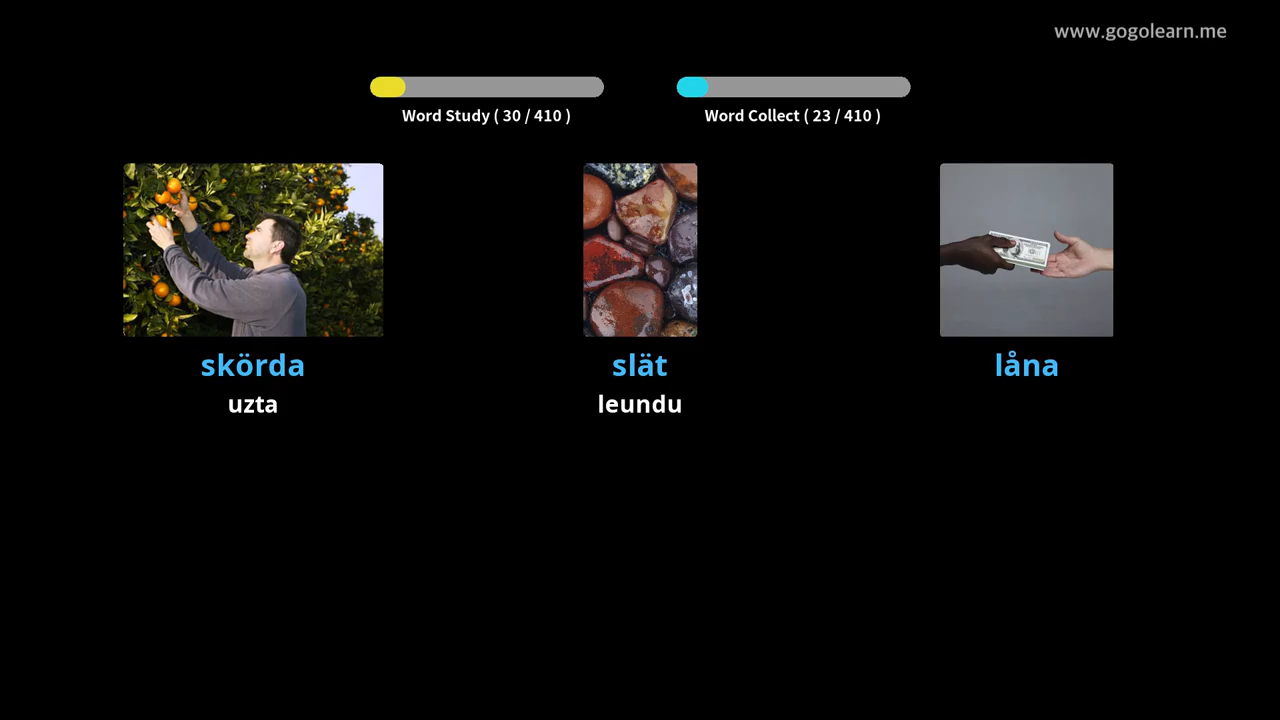 www.gogolearn.me
Word Study ( 30 / 410 )
Word Collect ( 23 / 410 )
skörda
slät
låna
uzta
leundu